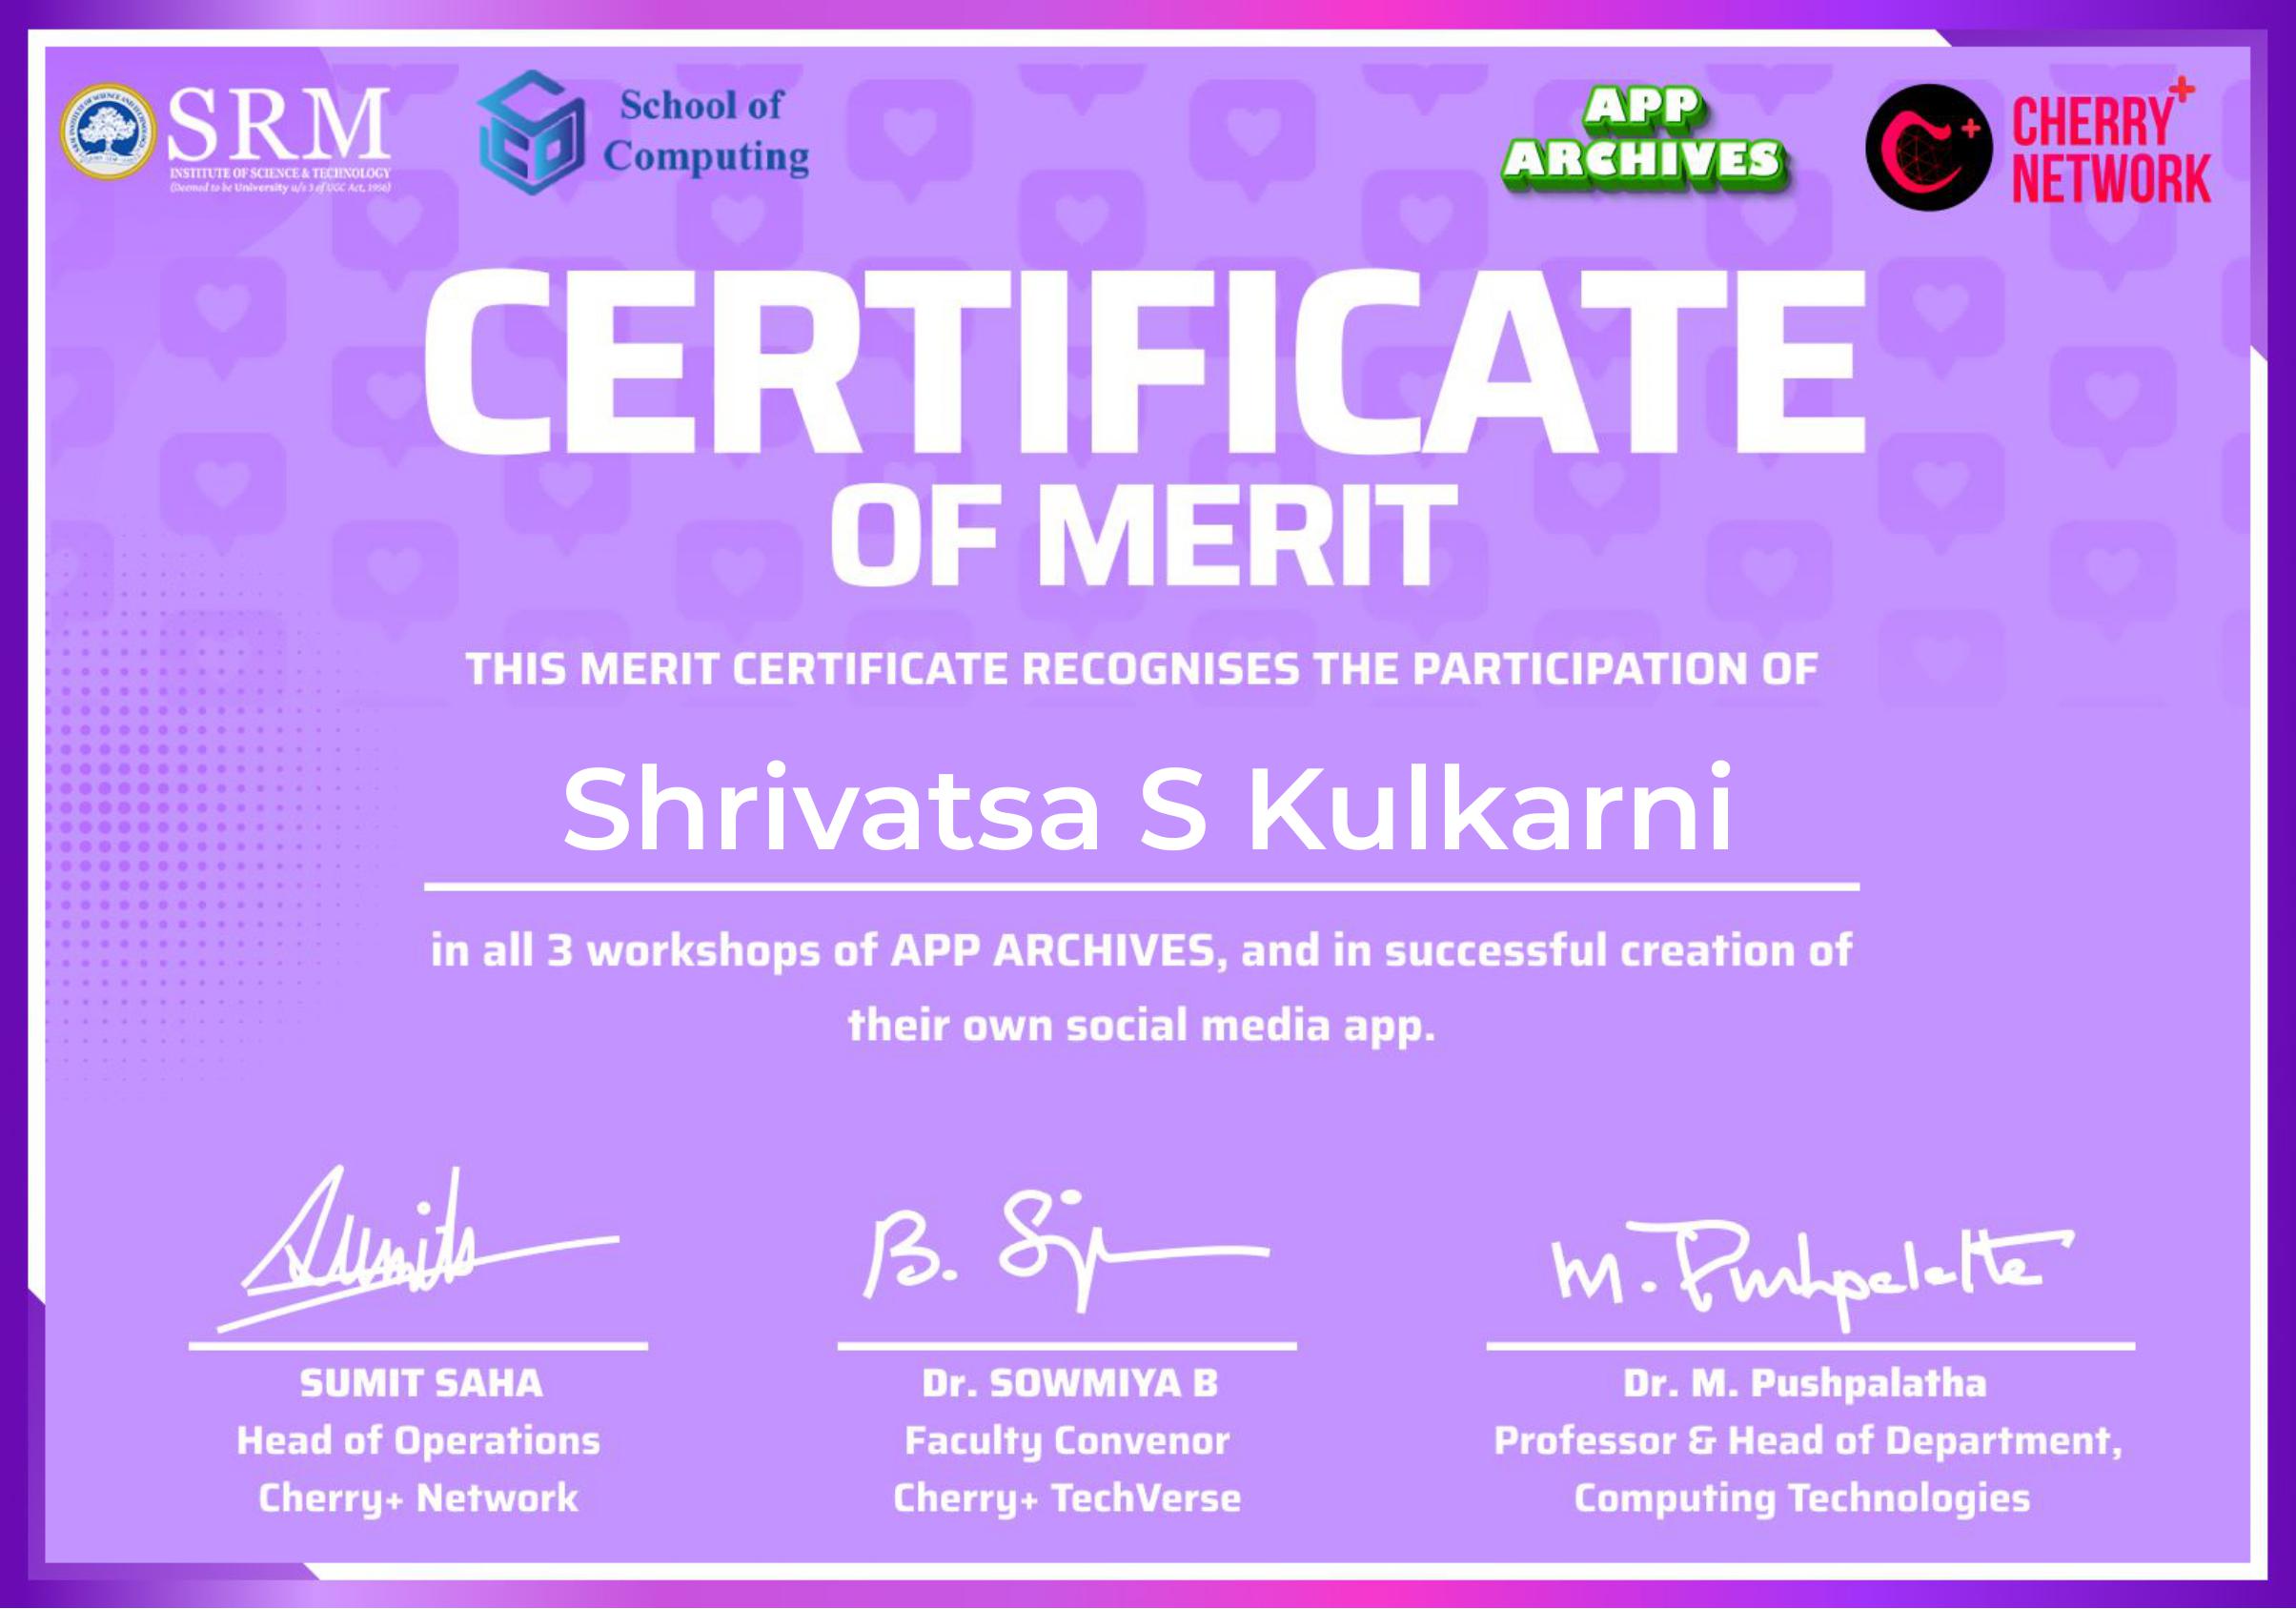 SRM
INSTITUTE OF SCIENCE & TECHNOLOGY
(Deemed to be University u/s 3 of UGC Act, 1956)
School of
Computing
APP
ARCHIVES
CHERRY+
NETWORK
CERTIFICATE
OF MERIT
THIS MERIT CERTIFICATE RECOGNISES THE PARTICIPATION OF
Shrivatsa S Kulkarni
in all 3 workshops of APP ARCHIVES, and in successful creation of
their own social media app.
Sumit
B. 
M. Pushpalatha
SUMIT SAHA
Head of Operations
Cherry+ Network
Dr. SOWMIYA B
Faculty Convenor
Cherry+ TechVerse
Dr. M. Pushpalatha
Professor & Head of Department,
Computing Technologies